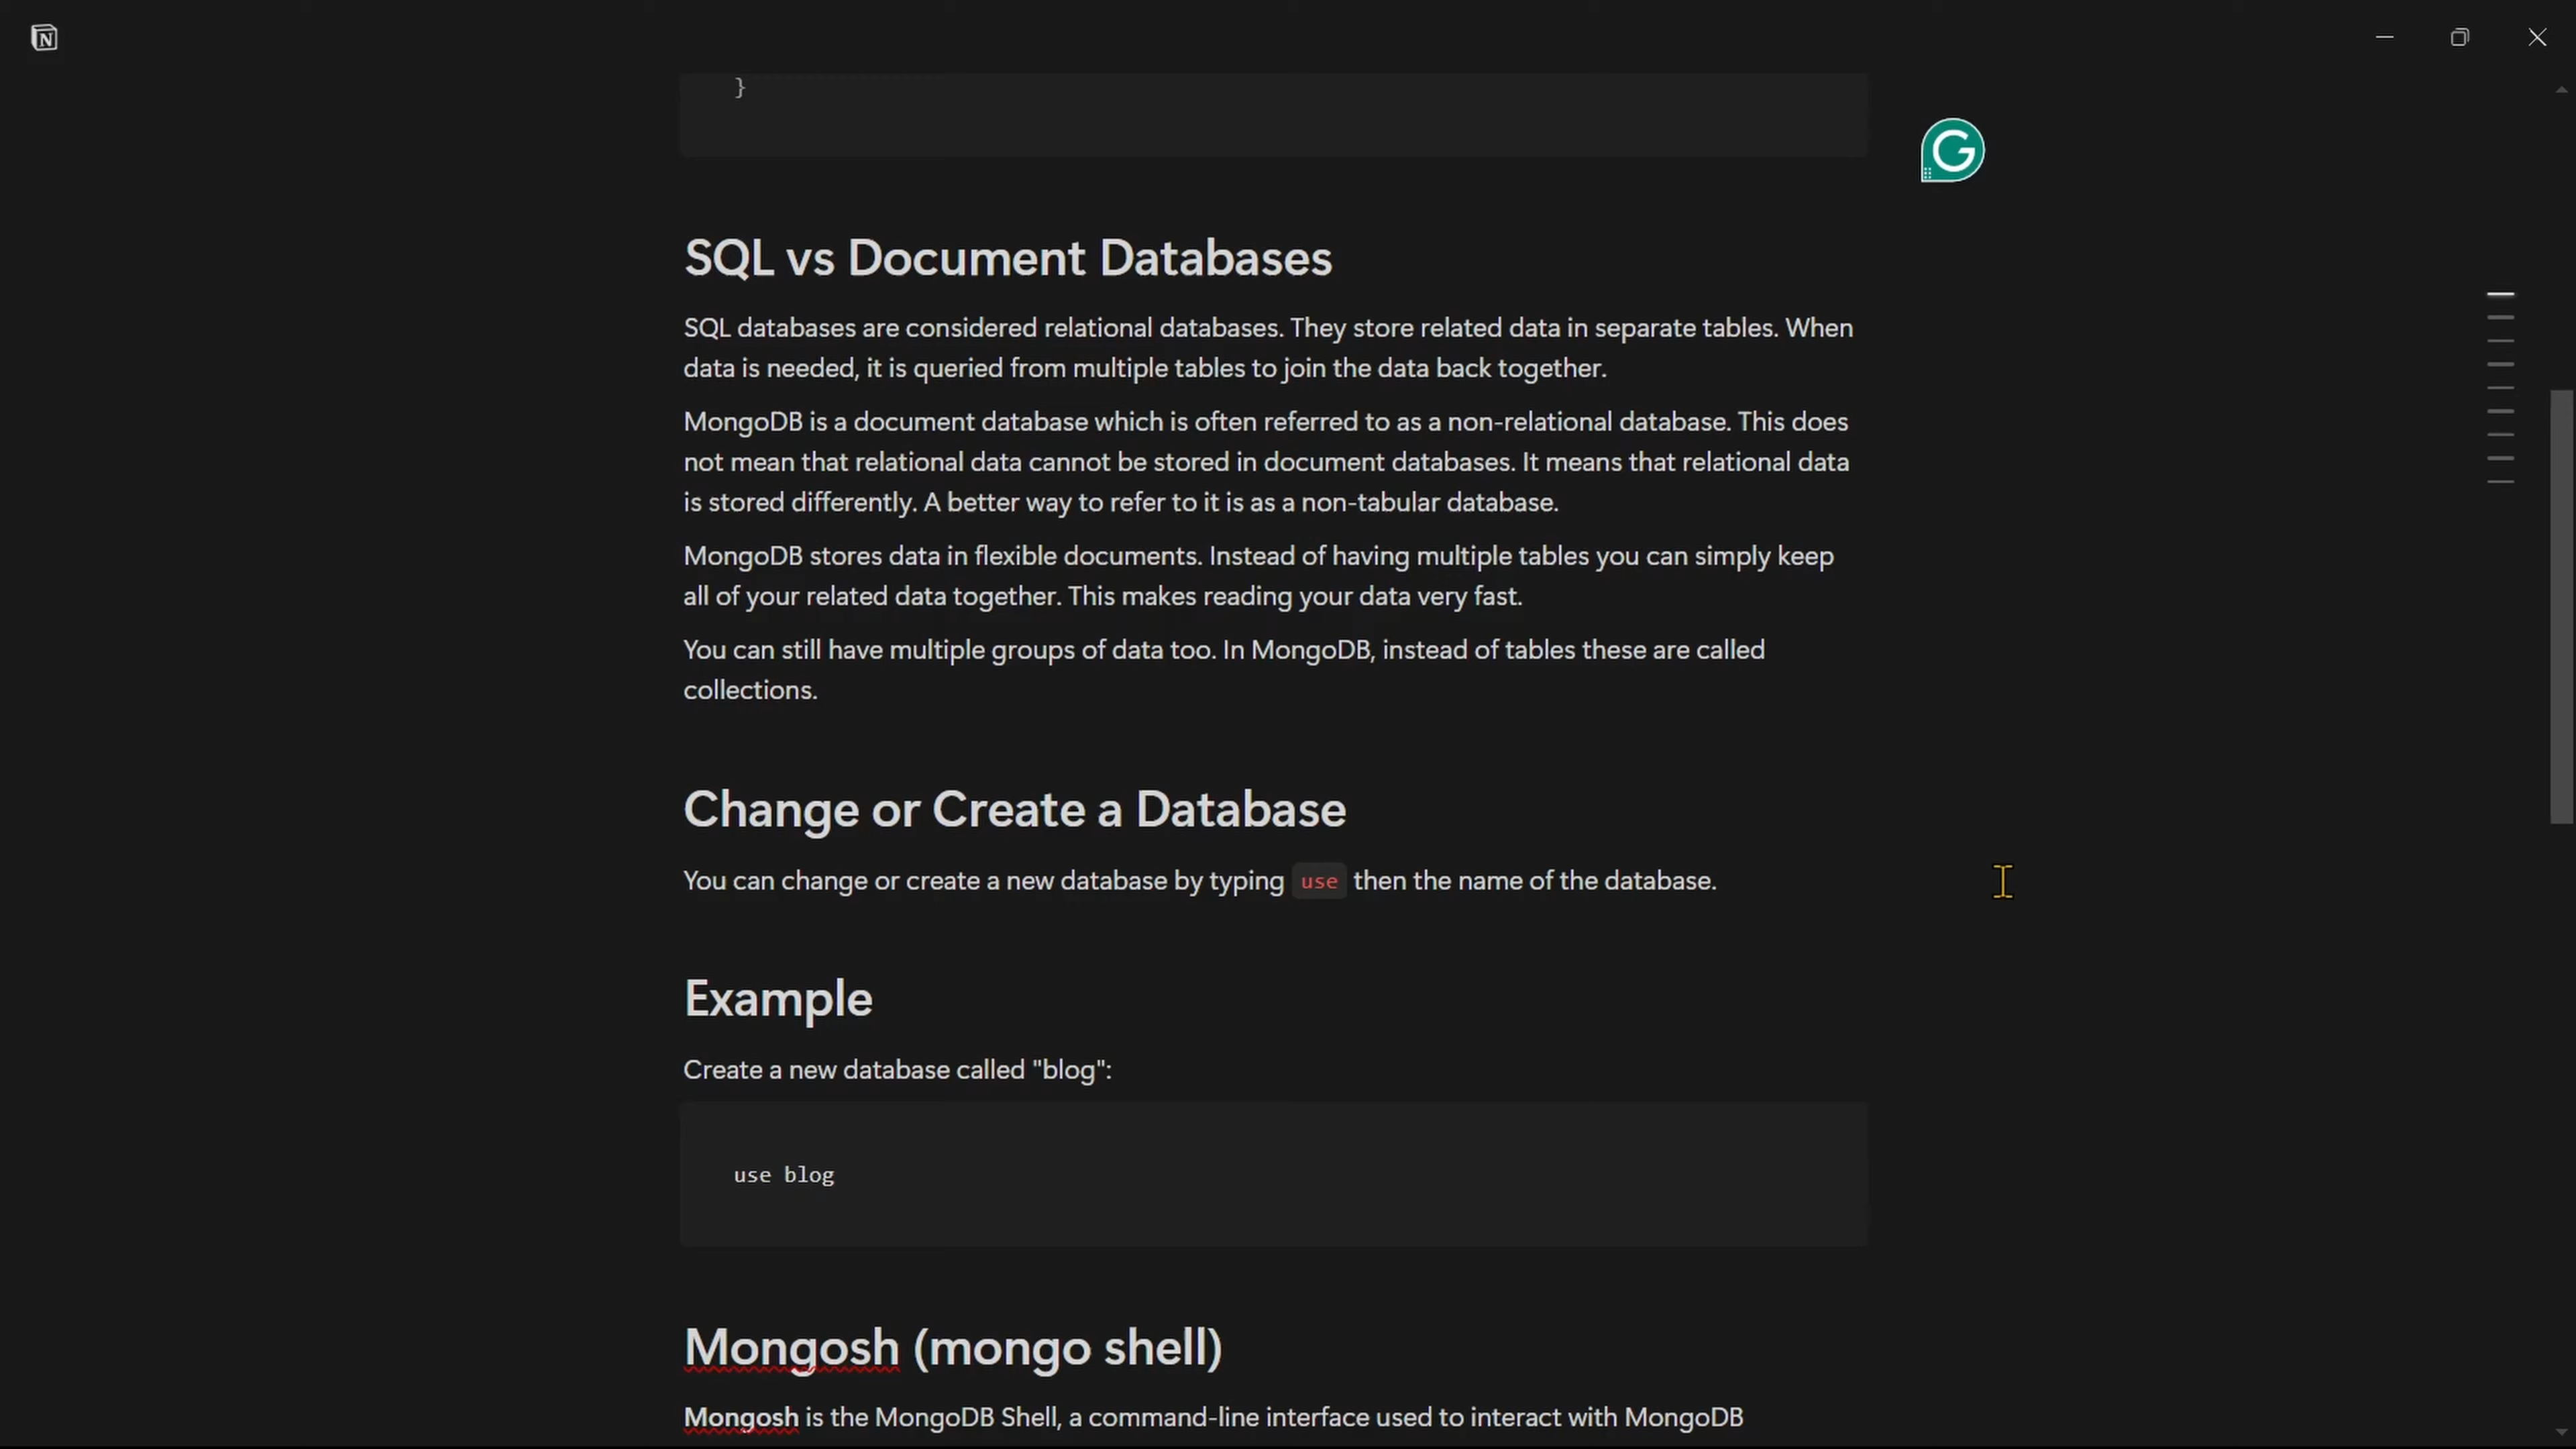 }
SQL vs Document Databases
SQL databases are considered relational databases. They store related data in separate tables. When
data is needed, it is queried from multiple tables to join the data back together.
MongoDB is a document database which is often referred to as a non-relational database. This does
not mean that relational data cannot be stored in document databases. It means that relational data
is stored differently. A better way to refer to it is as a non-tabular database.
MongoDB stores data in flexible documents. Instead of having multiple tables you can simply keep
all of your related data together. This makes reading your data very fast.
You can still have multiple groups of data too. In MongoDB, instead of tables these are called
collections.
Change or Create a Database
You can change or create a new database by typing use then the name of the database.
Example
Create a new database called "blog":
use blog
Mongosh (mongo shell)
Mongosh is the MongoDB Shell, a command-line interface used to interact with MongoDB